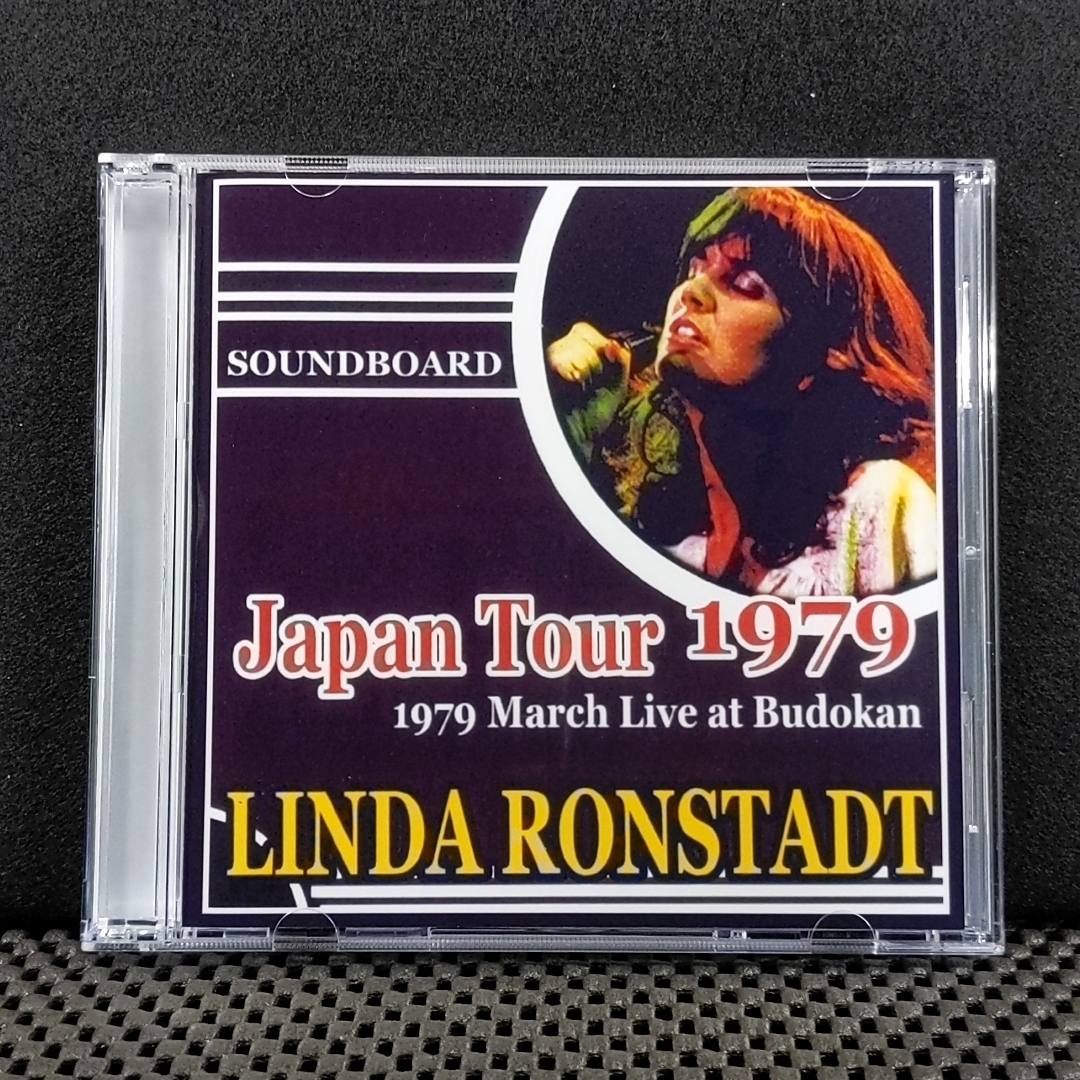 SOUNDBOARD
Japan Tour 1979
1979 March Live at Budokan
LINDA RONSTADT